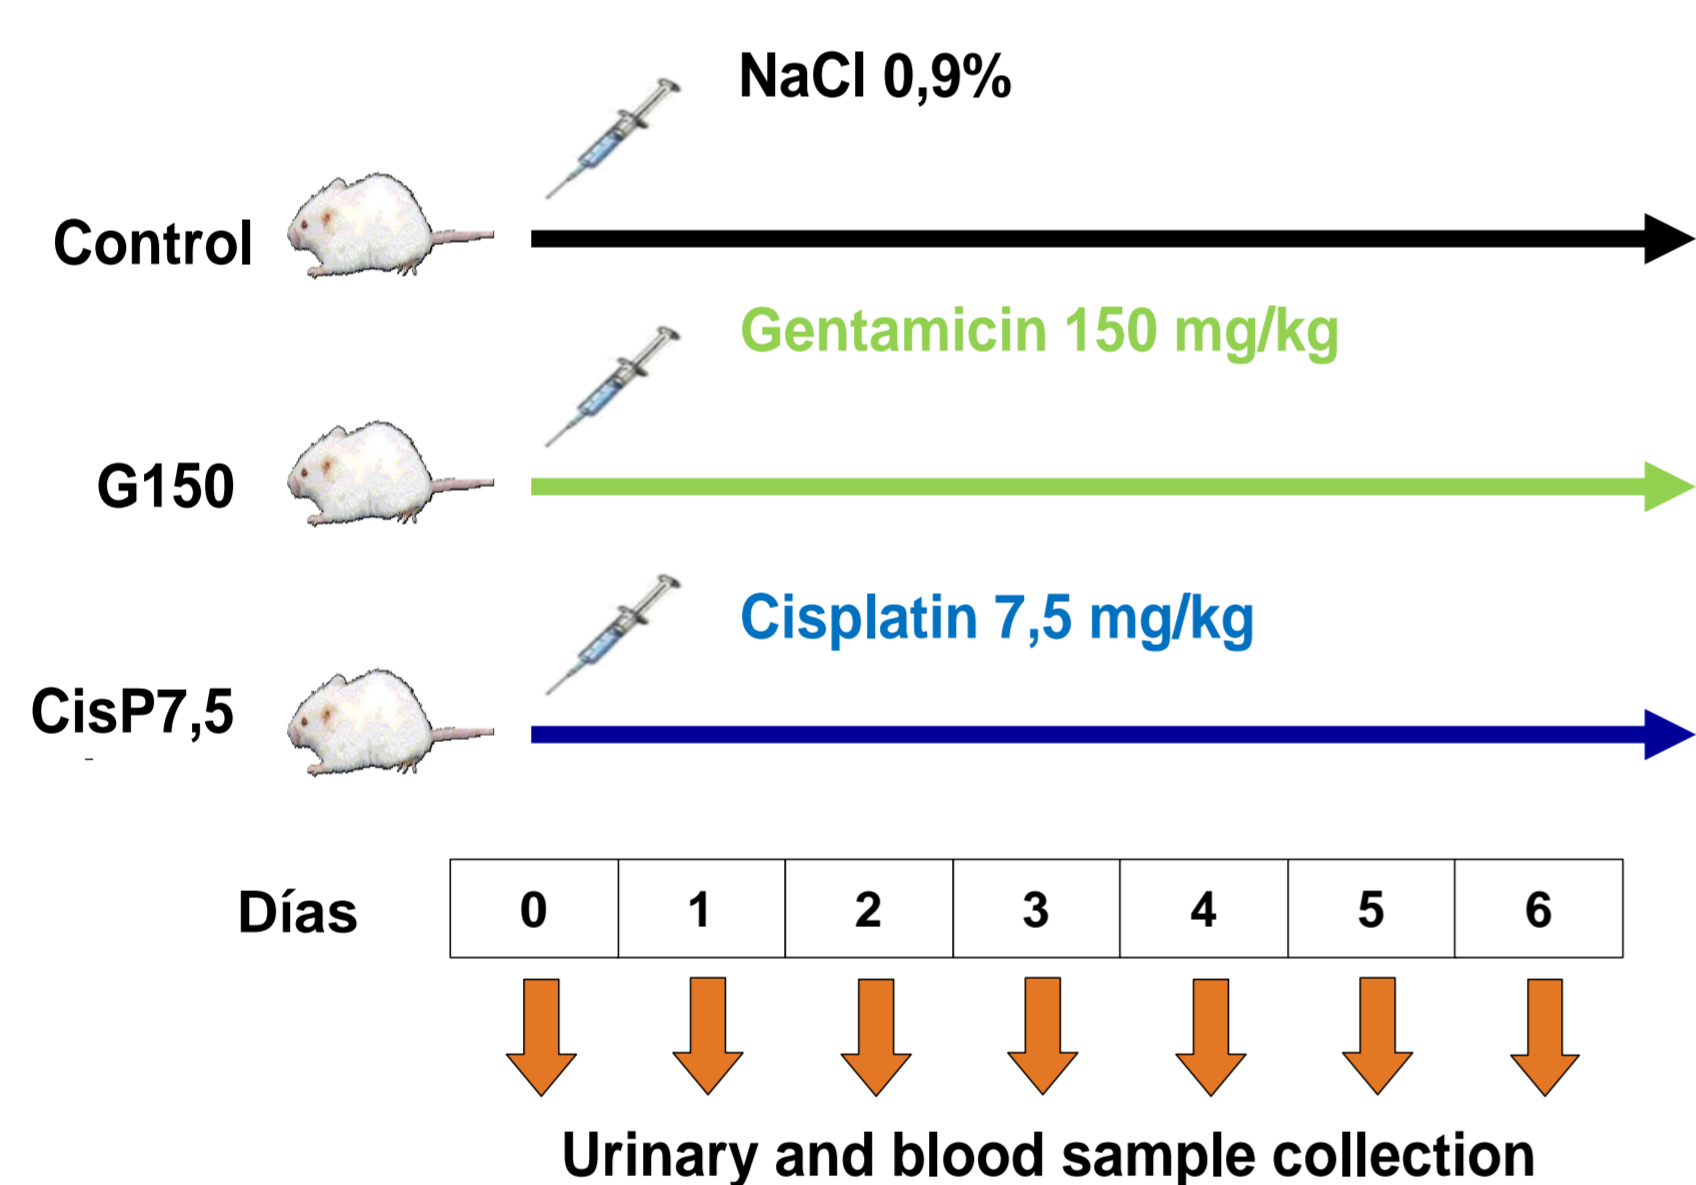 NaCl 0,9%
Control
Gentamicin 150 mg/kg
G150
Cisplatin 7,5 mg/kg
CisP7,5
Días 0 1 2 3 4 5 6
Urinary and blood sample collection